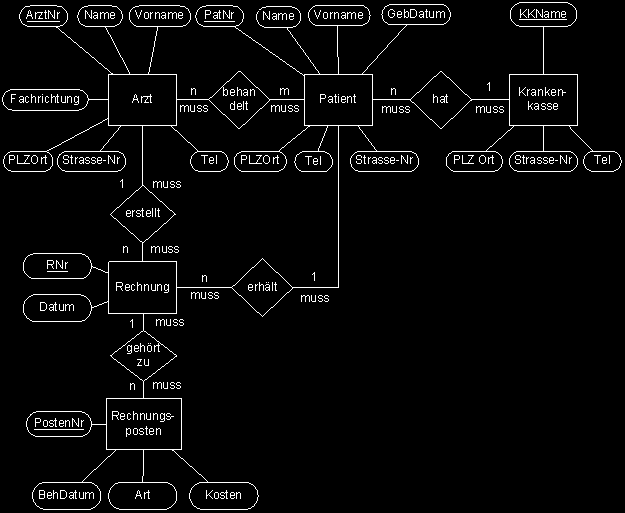 ArztNr
Name
Vorname
PatNr
Name
Vorname
GebDatum
KKName
Fachrichtung
Arzt
n
muss
behan
delt
m
muss
Patient
n
muss
hat
1
muss
Kranken-
kasse
PLZOrt
Strasse-Nr
Tel
PLZOrt
Tel
Strasse-Nr
PLZ Ort
Strasse-Nr
Tel
1
muss
erstellt
n
muss
RNr
Datum
Rechnung
n
muss
erhält
1
muss
1
muss
gehört
zu
n
muss
PostenNr
Rechnungs-
posten
BehDatum
Art
Kosten